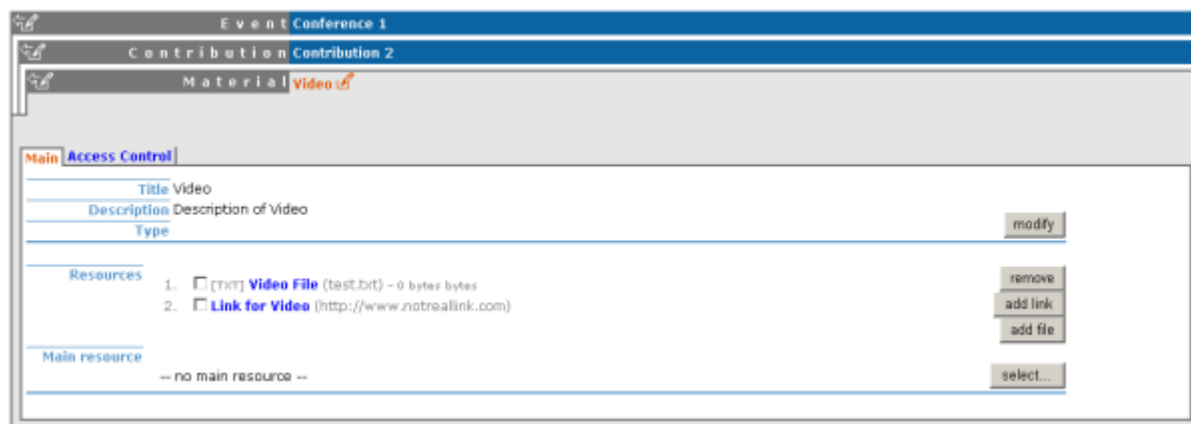 Event Conference 1
Contribution Contribution 2
Material Video
Main Access Control
Title Video
Description Description of Video
Type
modify
Resources
1. [TXT] Video File (test.txt) - 0 bytes bytes
remove
2. Link for Video (http://www.notreallink.com)
add link
add file
Main resource
-- no main resource --
select...